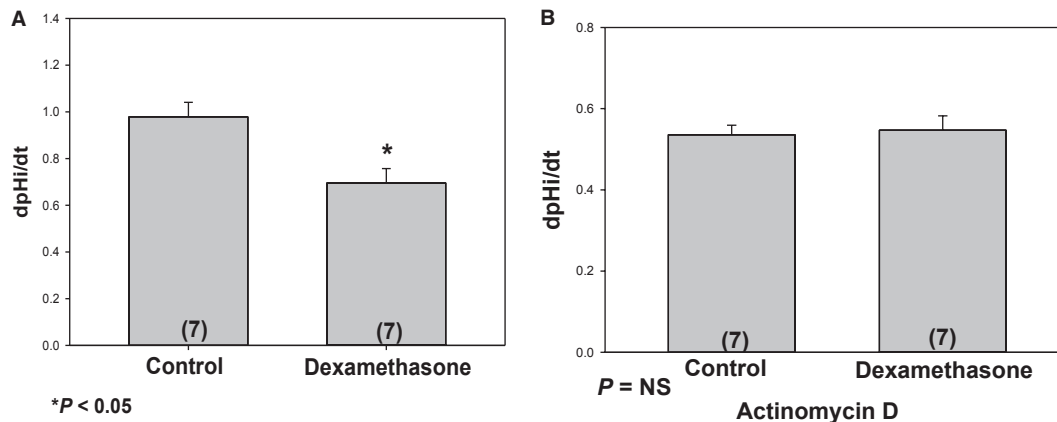 A
1.4
1.2
1.0
0.8
0.6
0.4
0.2
0.0
dpHi/dt
*
(7) (7)
Control Dexamethasone
*P < 0.05
B
0.8
0.6
0.4
0.2
0.0
dpHi/dt
(7) (7)
Control Dexamethasone
P = NS
Actinomycin D